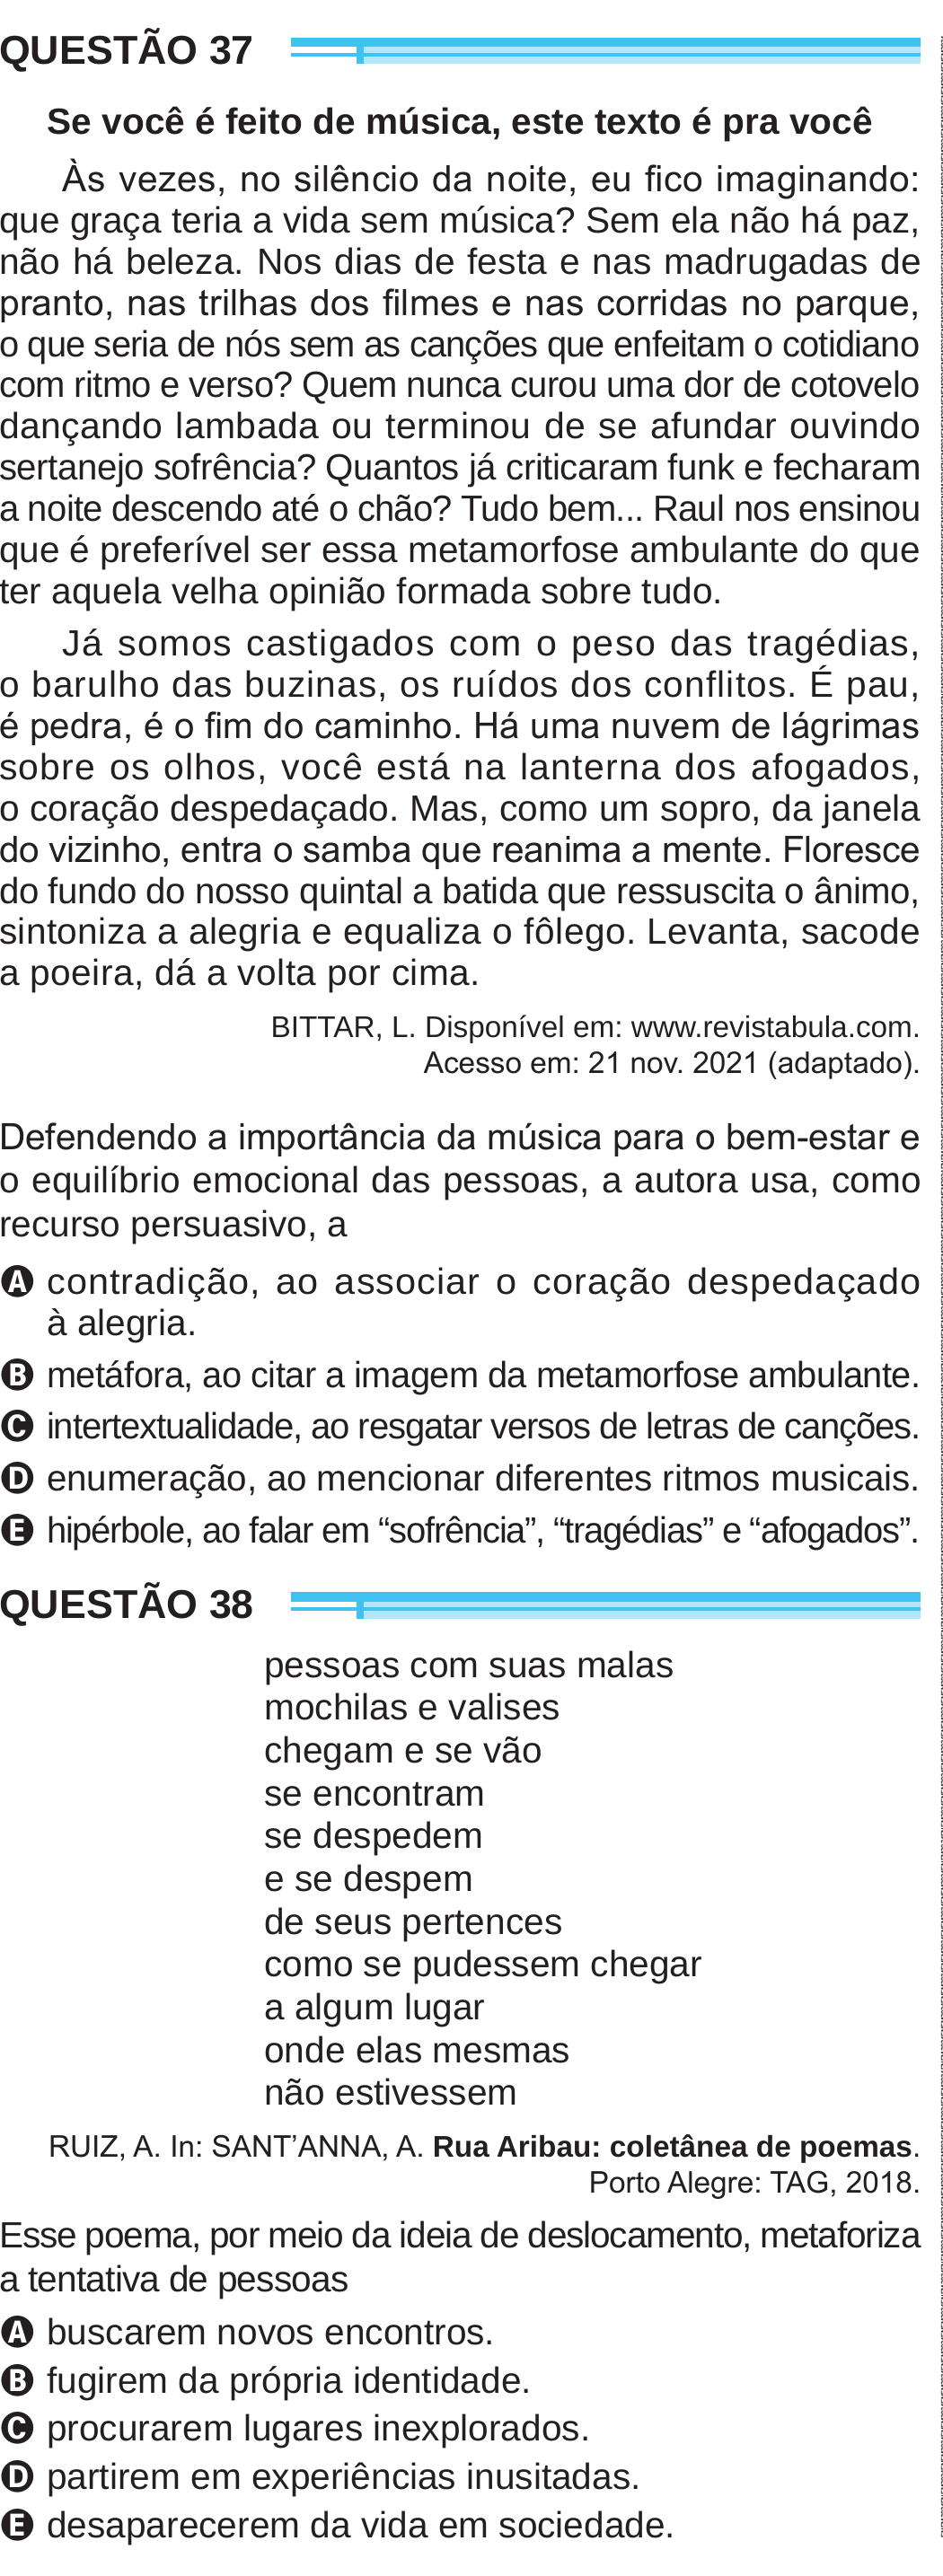 QUESTÃO 37
Se você é feito de música, este texto é pra você
Às vezes, no silêncio da noite, eu fico imaginando:
que graça teria a vida sem música? Sem ela não há paz,
não há beleza. Nos dias de festa e nas madrugadas de
pranto, nas trilhas dos filmes e nas corridas no parque,
o que seria de nós sem as canções que enfeitam o cotidiano
com ritmo e verso? Quem nunca curou uma dor de cotovelo
dançando lambada ou terminou de se afundar ouvindo
sertanejo sofrência? Quantos já criticaram funk e fecharam
a noite descendo até o chão? Tudo bem... Raul nos ensinou
que é preferível ser essa metamorfose ambulante do que
ter aquela velha opinião formada sobre tudo.
Já somos castigados com o peso das tragédias,
o barulho das buzinas, os ruídos dos conflitos. É pau,
é pedra, é o fim do caminho. Há uma nuvem de lágrimas
sobre os olhos, você está na lanterna dos afogados,
o coração despedaçado. Mas, como um sopro, da janela
do vizinho, entra o samba que reanima a mente. Floresce
do fundo do nosso quintal a batida que ressuscita o ânimo,
sintoniza a alegria e equaliza o fôlego. Levanta, sacode
a poeira, dá a volta por cima.
BITTAR, L. Disponível em: www.revistabula.com.
Acesso em: 21 nov. 2021 (adaptado).
Defendendo a importância da música para o bem-estar e
o equilíbrio emocional das pessoas, a autora usa, como
recurso persuasivo, a
A contradição, ao associar o coração despedaçado
à alegria.
B metáfora, ao citar a imagem da metamorfose ambulante.
C intertextualidade, ao resgatar versos de letras de canções.
D enumeração, ao mencionar diferentes ritmos musicais.
E hipérbole, ao falar em “sofrência”, “tragédias” e “afogados”.
QUESTÃO 38
pessoas com suas malas
mochilas e valises
chegam e se vão
se encontram
se despedem
e se despem
de seus pertences
como se pudessem chegar
a algum lugar
onde elas mesmas
não estivessem
RUIZ, A. In: SANT’ANNA, A. Rua Aribau: coletânea de poemas.
Porto Alegre: TAG, 2018.
Esse poema, por meio da ideia de deslocamento, metaforiza
a tentativa de pessoas
A buscarem novos encontros.
B fugirem da própria identidade.
C procurarem lugares inexplorados.
D partirem em experiências inusitadas.
E desaparecerem da vida em sociedade.